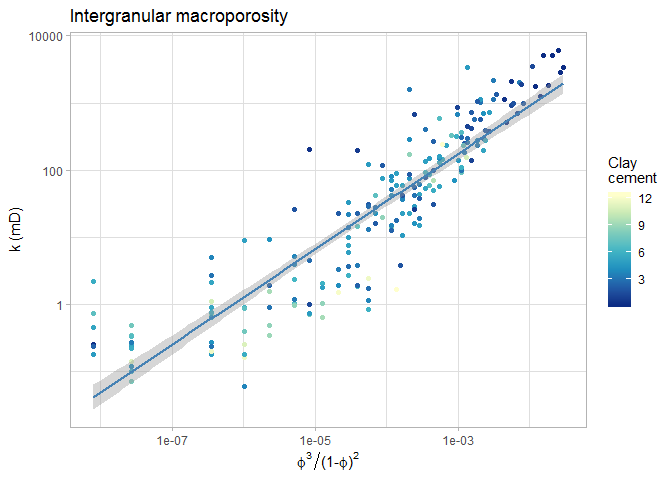 Intergranular macroporosity
10000
100
1
k (mD)
1e-07
1e-05
1e-03
ϕ³/(1-ϕ)²
Clay
cement
12
9
6
3